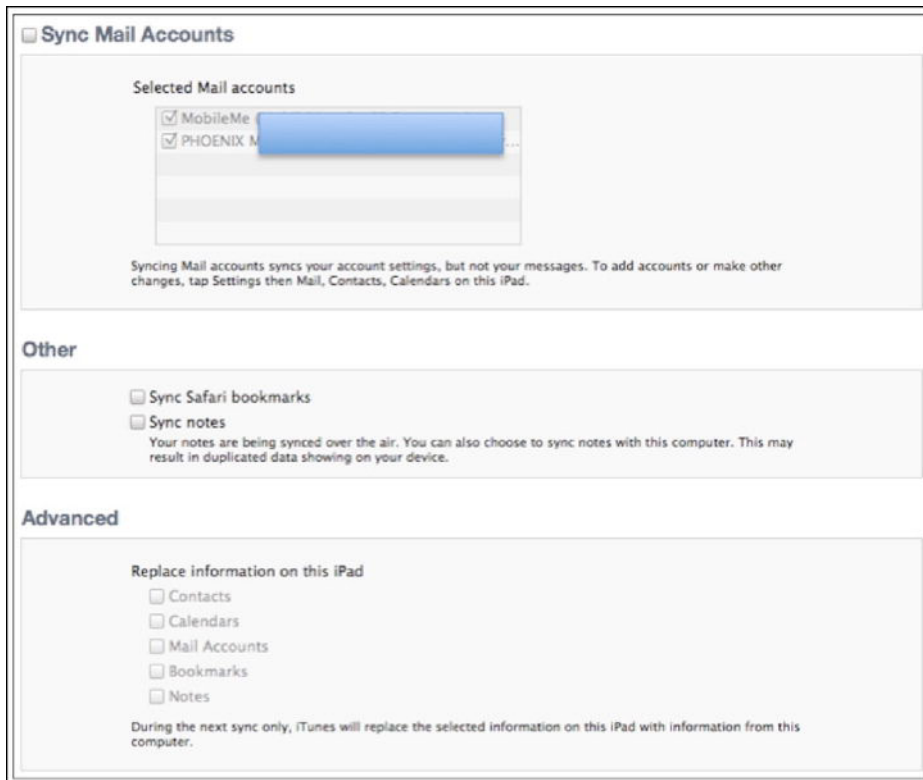 Sync Mail Accounts
Selected Mail accounts
MobileMe
PHOENIX M
Syncing Mail accounts syncs your account settings, but not your messages. To add accounts or make other
changes, tap Settings then Mail, Contacts, Calendars on this iPad.
Other
Sync Safari bookmarks
Sync notes
Your notes are being synced over the air. You can also choose to sync notes with this computer. This may
result in duplicated data showing on your device.
Advanced
Replace information on this iPad
Contacts
Calendars
Mail Accounts
Bookmarks
Notes
During the next sync only, iTunes will replace the selected information on this iPad with information from this
computer.